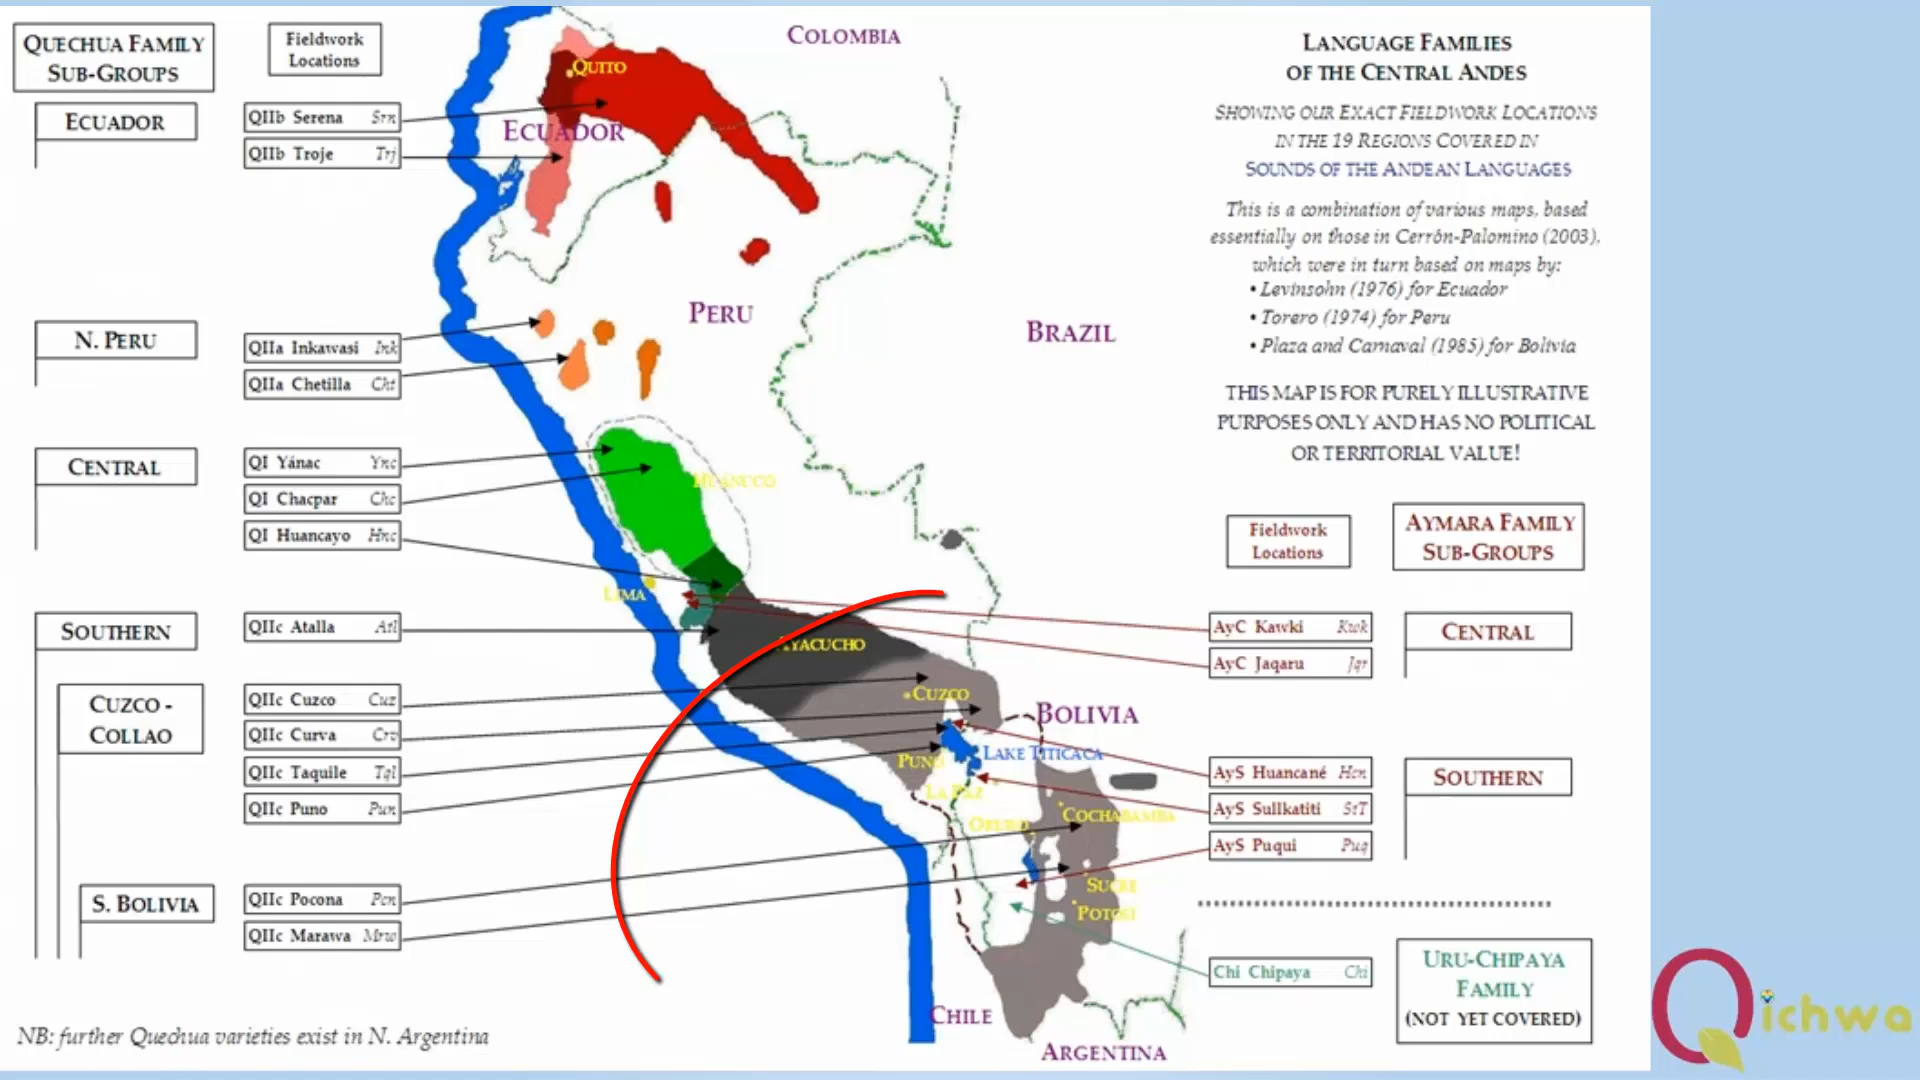 QUECHUA FAMILY
SUB-GROUPS
Fieldwork
Locations
ECUADOR
QIIb Serena Srn
QIIb Troje Trj
N. PERU
QIIa Inkawasi Ink
QIIa Chetilla Cht
CENTRAL
QI Yánac Ync
QI Chacpar Chc
QI Huancayo Hnc
SOUTHERN
QIIc Atalla Atl
CUZCO -
COLLAO
QIIc Cuzco Cuz
QIIc Curva Crv
QIIc Taquile Tql
QIIc Puno Pun
S. BOLIVIA
QIIc Pocona Pcn
QIIc Marawa Mrw
NB: further Quechua varieties exist in N. Argentina
COLOMBIA
QUITO
ECUADOR
PERU
BRAZIL
HUÁNUCO
LIMA
AYACUCHO
CUZCO
BOLIVIA
LAKE TITICACA
PUNO
LA PAZ
ORURO
COCHABAMBA
SUCRE
POTOSÍ
CHILE
ARGENTINA
LANGUAGE FAMILIES
OF THE CENTRAL ANDES
SHOWING OUR EXACT FIELDWORK LOCATIONS
IN THE 19 REGIONS COVERED IN
SOUNDS OF THE ANDEAN LANGUAGES
This is a combination of various maps, based
essentially on those in Cerrón-Palomino (2003),
which were in turn based on maps by:
• Levinsohn (1976) for Ecuador
• Torero (1974) for Peru
• Plaza and Carnaval (1985) for Bolivia
THIS MAP IS FOR PURELY ILLUSTRATIVE
PURPOSES ONLY AND HAS NO POLITICAL
OR TERRITORIAL VALUE!
Fieldwork
Locations
AYMARA FAMILY
SUB-GROUPS
AyC Kawki Kwk
AyC Jaqaru Jqr
CENTRAL
AyS Huancané Hcn
AyS Sullkatiti StT
AyS Puqui Puq
SOUTHERN
Chi Chipaya Chi
URU-CHIPAYA
FAMILY
(NOT YET COVERED)
Qichwa